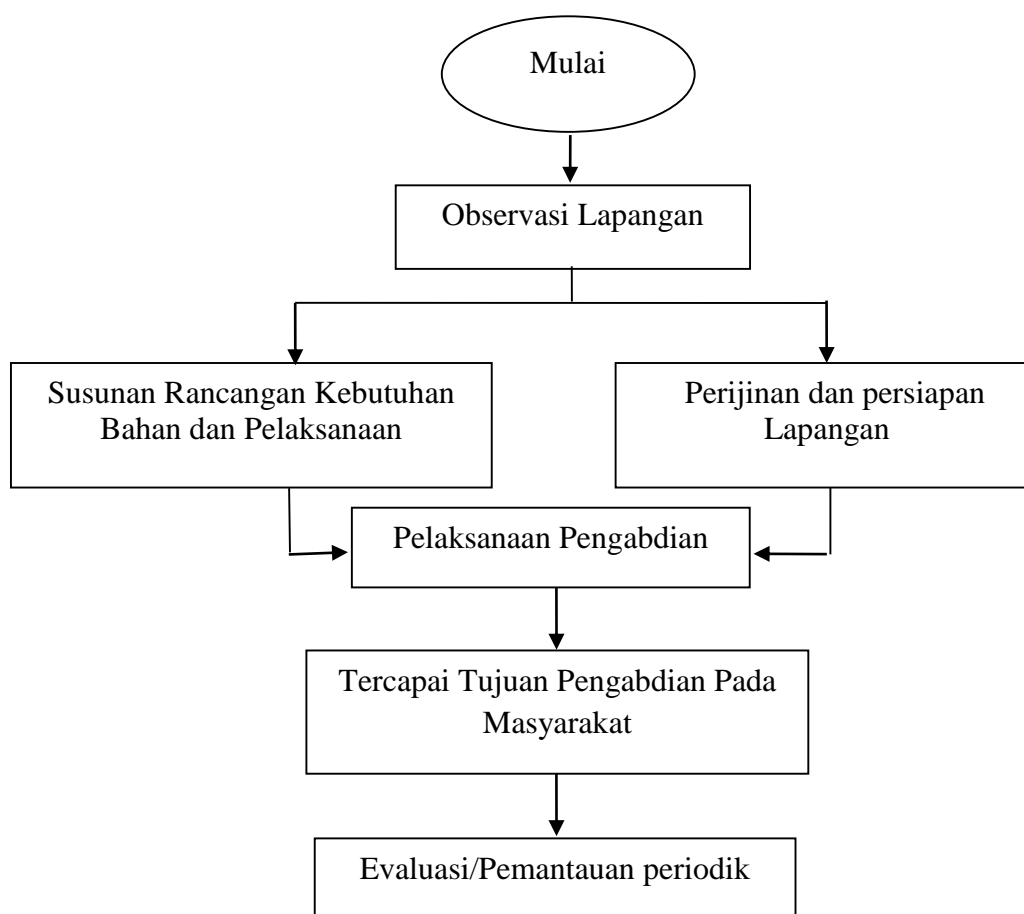 Mulai
Observasi Lapangan
Susunan Rancangan Kebutuhan
Bahan dan Pelaksanaan
Perijinan dan persiapan
Lapangan
Pelaksanaan Pengabdian
Tercapai Tujuan Pengabdian Pada
Masyarakat
Evaluasi/Pemantauan periodik